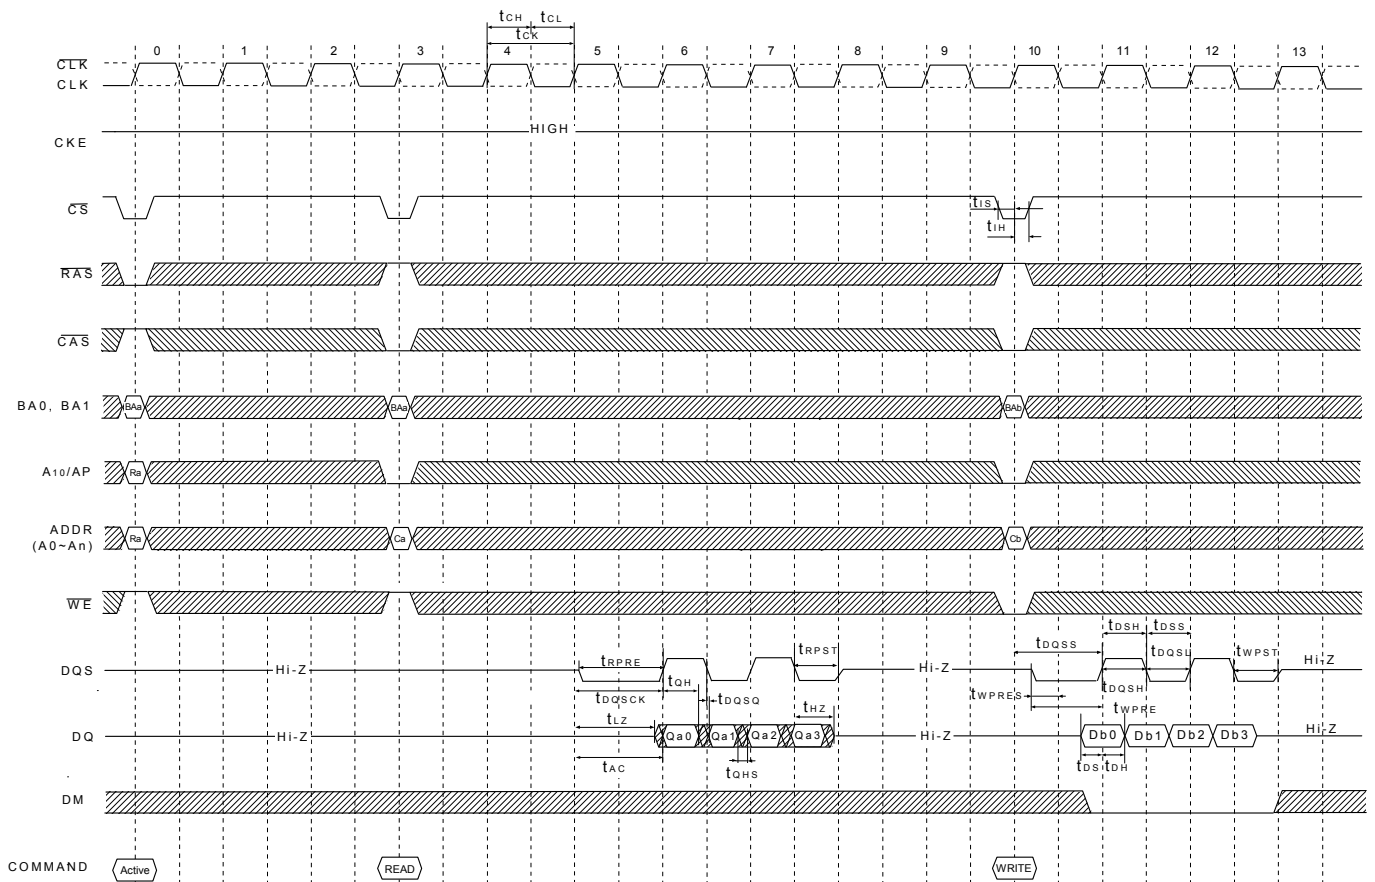 tCH tCL
tCK
0 1 2 3 4 5 6 7 8 9 10 11 12 13
CLK
CLK
HIGH
CKE
CS
tIS
tIH
RAS
CAS
BA0, BA1 BAa BAa BAb
A10/AP Ra
ADDR
(A0~An) Ra Ca Cb
WE
tDSH tDSS
tDQSS tDQSL tWPST
tRPRE tRPST
DQS Hi-Z Hi-Z Hi-Z
tQH
tDQSCK tDQSQ tWPRES tDQSH
tWPRE
tLZ tHZ
DQ Hi-Z Qa0 Qa1 Qa2 Qa3 Hi-Z Db0 Db1 Db2 Db3 Hi-Z
tAC tQHS tDS tDH
DM
COMMAND Active READ WRITE